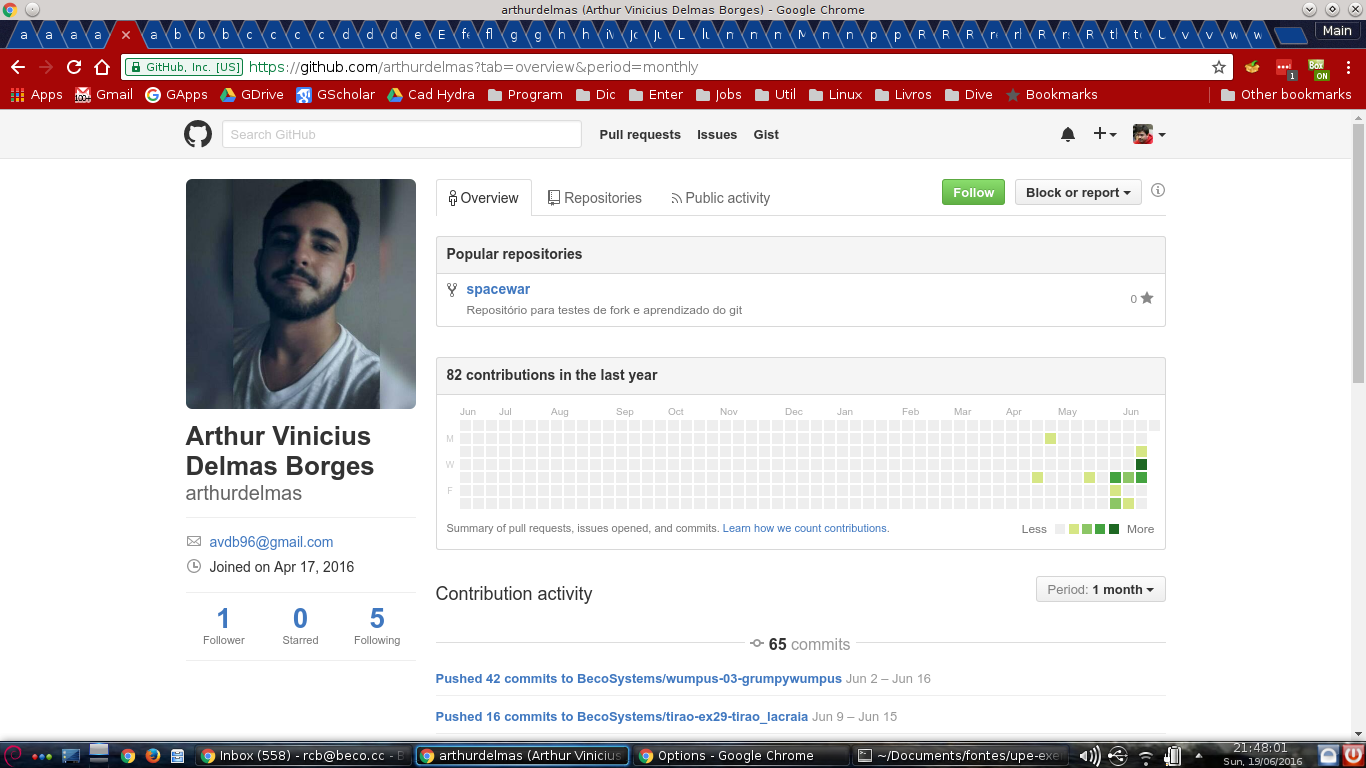 arthurdelmas (Arthur Vinicius Delmas Borges) - Google Chrome
Main
GitHub, Inc. [US] https://github.com/arthurdelmas?tab=overview&period=monthly
Apps Gmail GApps GDrive GScholar Cad Hydra Program Dic Enter Jobs Util Linux Livros Dive Bookmarks Other bookmarks
Search GitHub Pull requests Issues Gist
Overview Repositories Public activity Follow Block or report
Popular repositories
spacewar
Repositório para testes de fork e aprendizado do git
0
82 contributions in the last year
Jun Jul Aug Sep Oct Nov Dec Jan Feb Mar Apr May Jun
M
W
F
Summary of pull requests, issues opened, and commits. Learn how we count contributions. Less More
Arthur Vinicius
Delmas Borges
arthurdelmas
avdb96@gmail.com
Joined on Apr 17, 2016
1 0 5
Follower Starred Following
Contribution activity Period: 1 month
65 commits
Pushed 42 commits to BecoSystems/wumpus-03-grumpywumpus Jun 2 – Jun 16
Pushed 16 commits to BecoSystems/tirao-ex29-tirao_lacraia Jun 9 – Jun 15
Inbox (558) - rcb@beco.cc - B arthurdelmas (Arthur Vinicius Options - Google Chrome ~/Documents/fontes/upe-exe
21:48:01
Sun, 19/06/2016